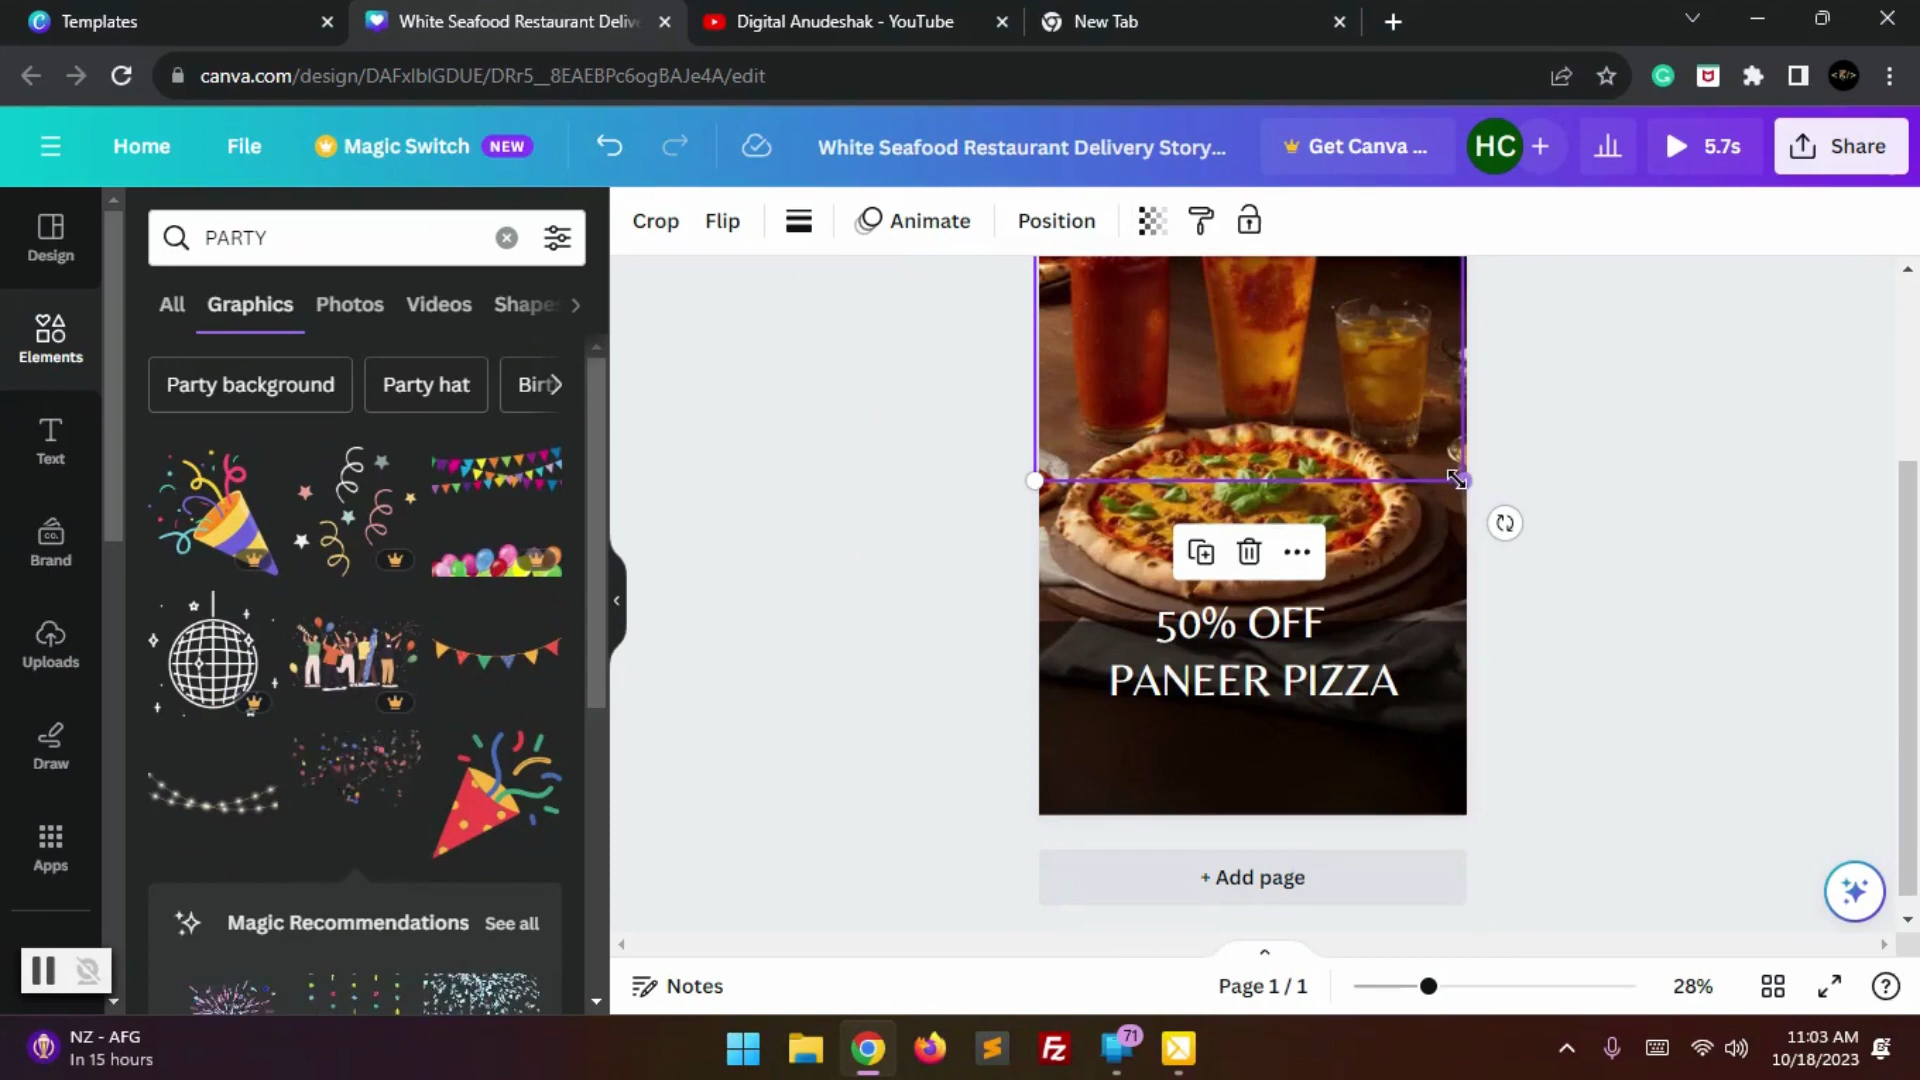 Templates
White Seafood Restaurant Delive
Digital Anudeshak - YouTube
New Tab
canva.com/design/DAFxIbIGDUE/DRr5__8EAEBPc6ogBAJe4A/edit
Home
File
Magic Switch NEW
White Seafood Restaurant Delivery Story...
Get Canva ...
HC
5.7s
Share
Design
Elements
Text
Brand
Uploads
Draw
Apps
PARTY
All
Graphics
Photos
Videos
Shape
Party background
Party hat
Birt
Magic Recommendations
See all
Crop
Flip
Animate
Position
50% OFF
PANEER PIZZA
+ Add page
Notes
Page 1 / 1
28%
NZ - AFG
In 15 hours
71
11:03 AM
10/18/2023